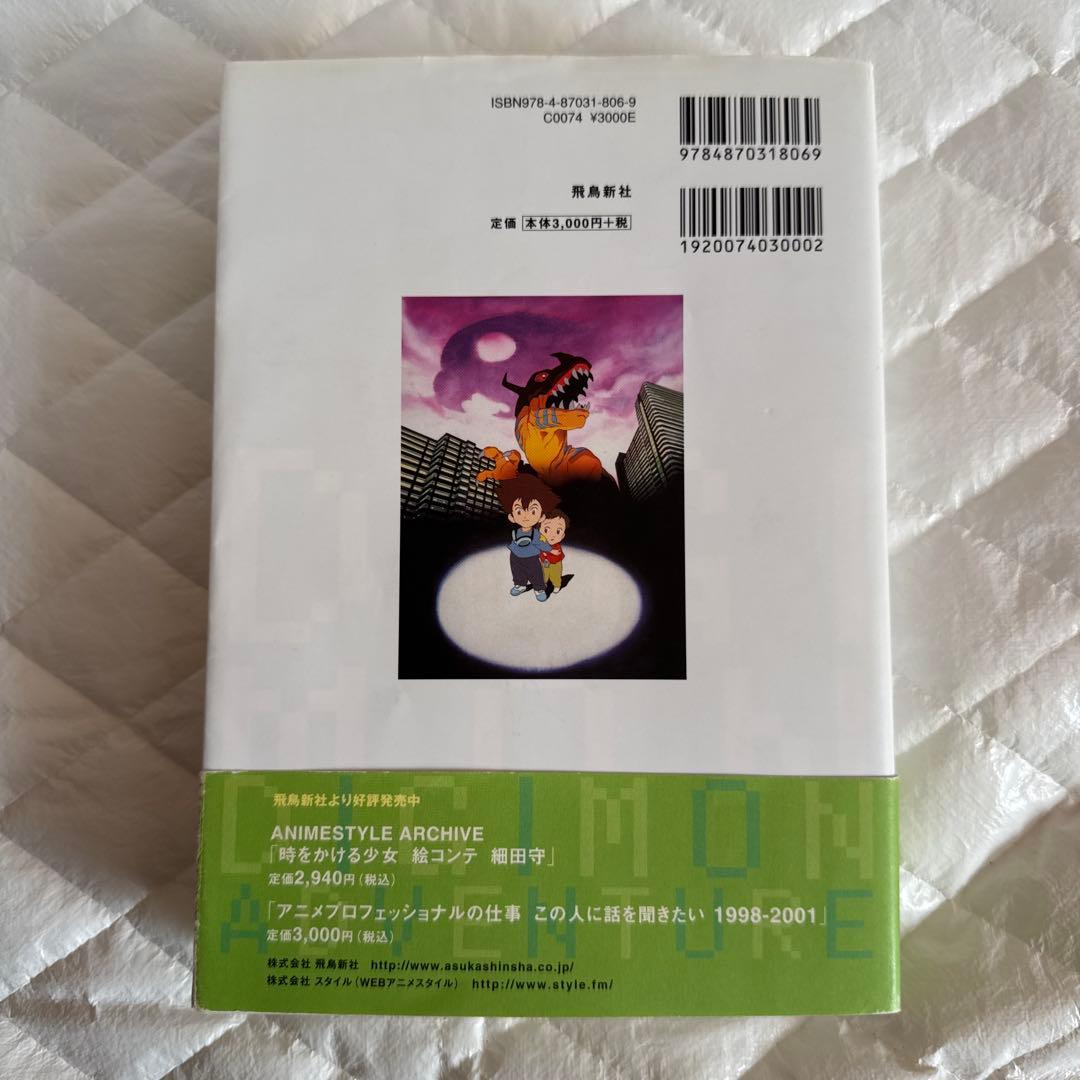 ISBN978-4-87031-806-9
C0074 ¥3000E
9784870318069
飛鳥新社
定価 本体3,000円+税
1920074030002
DIGIMON
ADVENTURE
飛鳥新社より好評発売中
ANIMESTYLE ARCHIVE
「時をかける少女 絵コンテ 細田守」
定価2,940円(税込)
「アニメプロフェッショナルの仕事 この人に話を聞きたい 1998-2001」
定価3,000円(税込)
株式会社 飛鳥新社 http://www.asukashinsha.co.jp/
株式会社 スタイル(WEBアニメスタイル) http://www.style.fm/